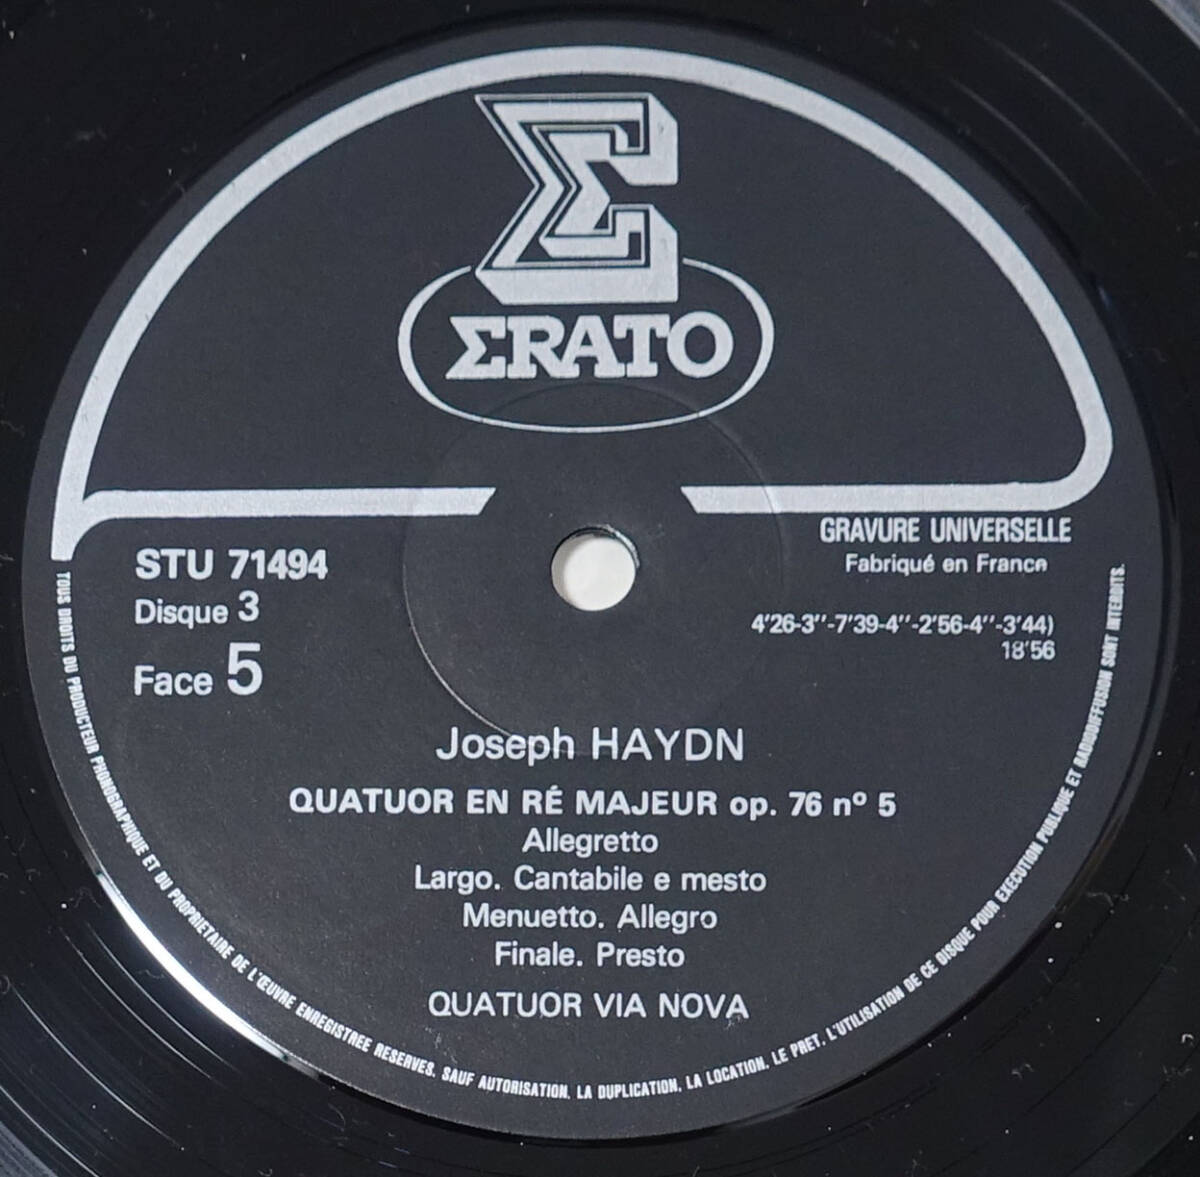 Σ
ΣRATO
GRAVURE UNIVERSELLE
Fabriqué en France
STU 71494
Disque 3
Face 5
4'26-3''-7'39-4''-2'56-4''-3'44)
18'56
Joseph HAYDN
QUATUOR EN RÉ MAJEUR op. 76 nº 5
Allegretto
Largo. Cantabile e mesto
Menuetto. Allegro
Finale. Presto
QUATUOR VIA NOVA
TOUS DROITS DU PRODUCTEUR PHONOGRAPHIQUE ET DU PROPRIETAIRE DE L'ŒUVRE ENREGISTREE RESERVES. SAUF AUTORISATION, LA DUPLICATION, LA LOCATION, LE PRET, L'UTILISATION DE CE DISQUE POUR EXECUTION PUBLIQUE ET RADIODIFFUSION SONT INTERDITS.